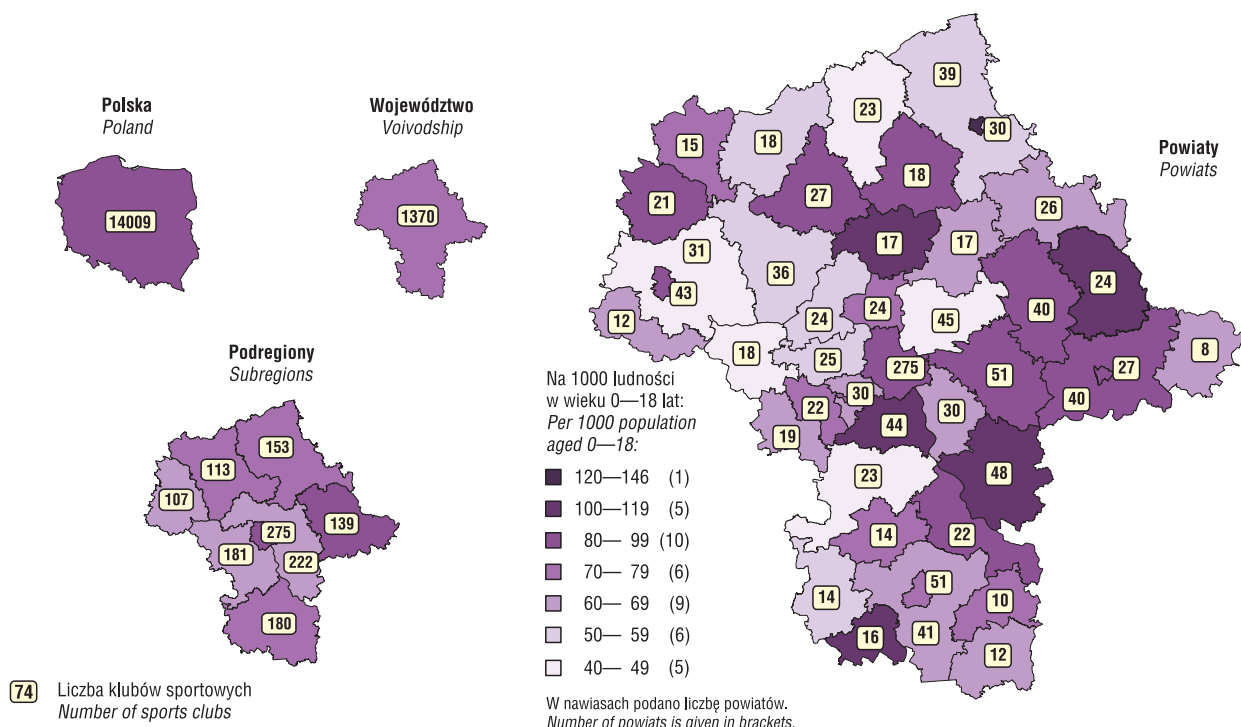 Polska
Poland
14009
Województwo
Voivodship
1370
Podregiony
Subregions
153
113
107
275
139
181
222
180
74 Liczba klubów sportowych
Number of sports clubs
Powiaty
Powiats
39
23
30
15
18
18
27
21
26
17
17
31
36
24
43
24
40
12
24
45
8
18
25
275
51
27
40
30
22
30
19
44
48
23
14
22
51
14
10
16
41
12
Na 1000 ludności
w wieku 0—18 lat:
Per 1000 population
aged 0—18:
120—146 (1)
100—119 (5)
80— 99 (10)
70— 79 (6)
60— 69 (9)
50— 59 (6)
40— 49 (5)
W nawiasach podano liczbę powiatów.
Number of powiats is given in brackets.